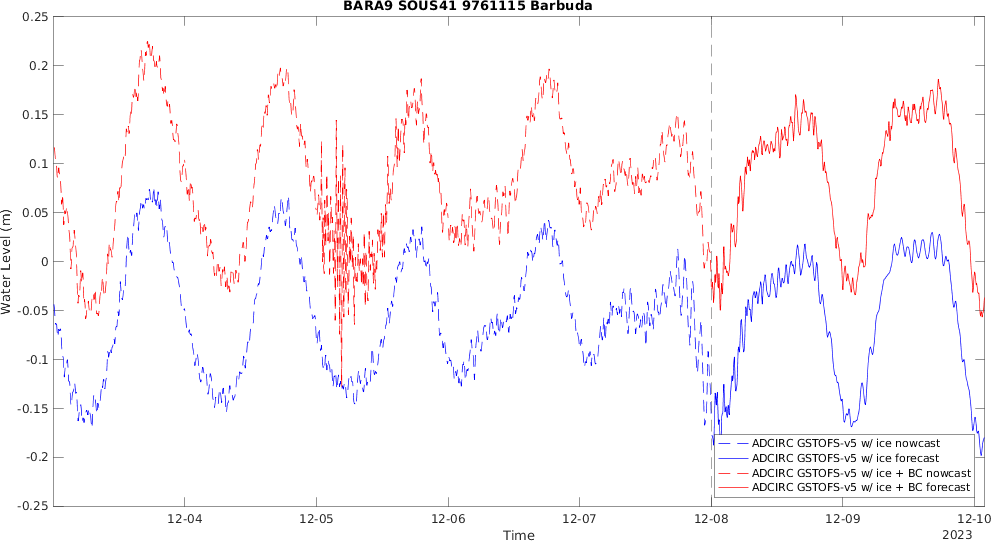 BARA9 SOUS41 9761115 Barbuda
0.25
0.2
0.15
0.1
0.05
0
-0.05
-0.1
-0.15
-0.2
-0.25
Water Level (m)
ADCIRC GSTOFS-v5 w/ ice nowcast
ADCIRC GSTOFS-v5 w/ ice forecast
ADCIRC GSTOFS-v5 w/ ice + BC nowcast
ADCIRC GSTOFS-v5 w/ ice + BC forecast
12-04 12-05 12-06 12-07 12-08 12-09 12-10
Time
2023